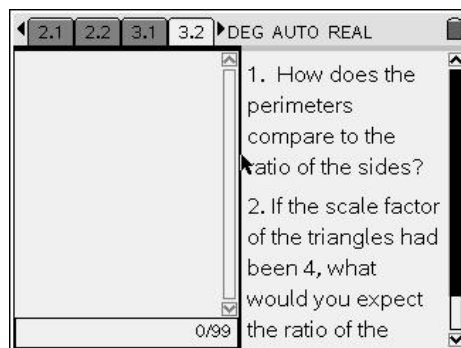 2.1 2.2 3.1 3.2 DEG AUTO REAL
1. How does the
perimeters
compare to the
ratio of the sides?
2. If the scale factor
of the triangles had
been 4, what
would you expect
the ratio of the
0/99